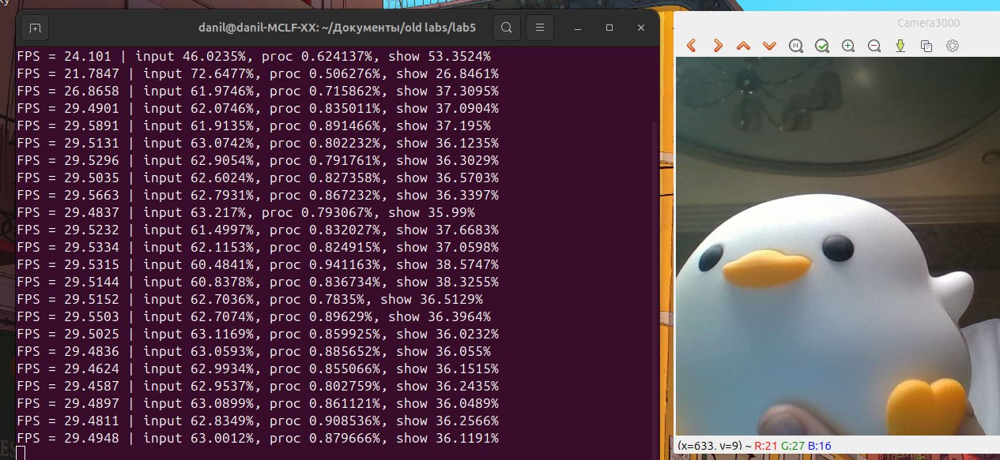 danil@danil-MCLF-XX: ~/Документы/old labs/lab5
FPS = 24.101 | input 46.0235%, proc 0.624137%, show 53.3524%
FPS = 21.7847 | input 72.6477%, proc 0.506276%, show 26.8461%
FPS = 26.8658 | input 61.9746%, proc 0.715862%, show 37.3095%
FPS = 29.4901 | input 62.0746%, proc 0.835011%, show 37.0904%
FPS = 29.5891 | input 61.9135%, proc 0.891466%, show 37.195%
FPS = 29.5131 | input 63.0742%, proc 0.802232%, show 36.1235%
FPS = 29.5296 | input 62.9054%, proc 0.791761%, show 36.3029%
FPS = 29.5035 | input 62.6024%, proc 0.827358%, show 36.5703%
FPS = 29.5663 | input 62.7931%, proc 0.867232%, show 36.3397%
FPS = 29.4837 | input 63.217%, proc 0.793067%, show 35.99%
FPS = 29.5232 | input 61.4997%, proc 0.832027%, show 37.6683%
FPS = 29.5334 | input 62.1153%, proc 0.824915%, show 37.0598%
FPS = 29.5315 | input 60.4841%, proc 0.941163%, show 38.5747%
FPS = 29.5144 | input 60.8378%, proc 0.836734%, show 38.3255%
FPS = 29.5152 | input 62.7036%, proc 0.7835%, show 36.5129%
FPS = 29.5503 | input 62.7074%, proc 0.89629%, show 36.3964%
FPS = 29.5025 | input 63.1169%, proc 0.859925%, show 36.0232%
FPS = 29.4836 | input 63.0593%, proc 0.885652%, show 36.055%
FPS = 29.4624 | input 62.9934%, proc 0.855066%, show 36.1515%
FPS = 29.4587 | input 62.9537%, proc 0.802759%, show 36.2435%
FPS = 29.4897 | input 63.0899%, proc 0.861121%, show 36.0489%
FPS = 29.4811 | input 62.8349%, proc 0.908536%, show 36.2566%
FPS = 29.4948 | input 63.0012%, proc 0.879666%, show 36.1191%
Camera3000
(x=633, y=9) ~ R:21 G:27 B:16